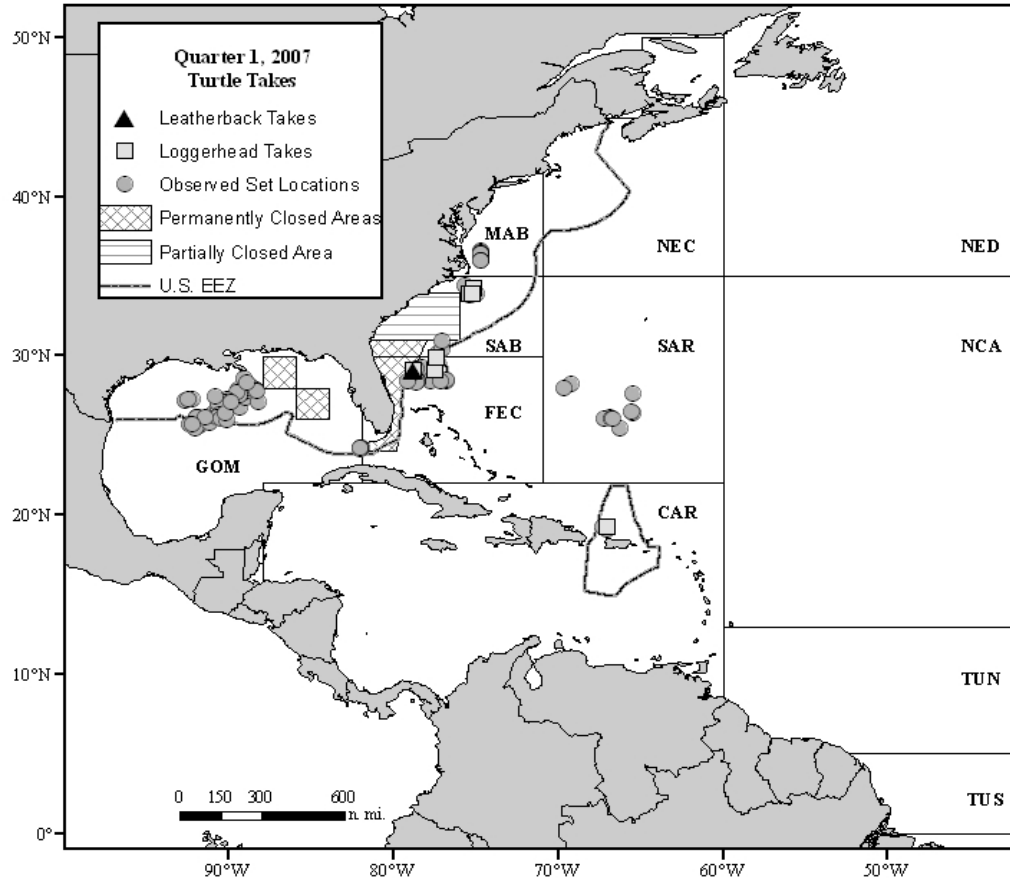 50°N
40°N
30°N
20°N
10°N
0°
Quarter 1, 2007
Turtle Takes
Leatherback Takes
Loggerhead Takes
Observed Set Locations
Permanently Closed Areas
Partially Closed Area
U.S. EEZ
MAB
NEC
NED
SAB
SAR
NCA
FEC
GOM
CAR
TUN
TUS
0 150 300 600
n. mi.
90°W 80°W 70°W 60°W 50°W